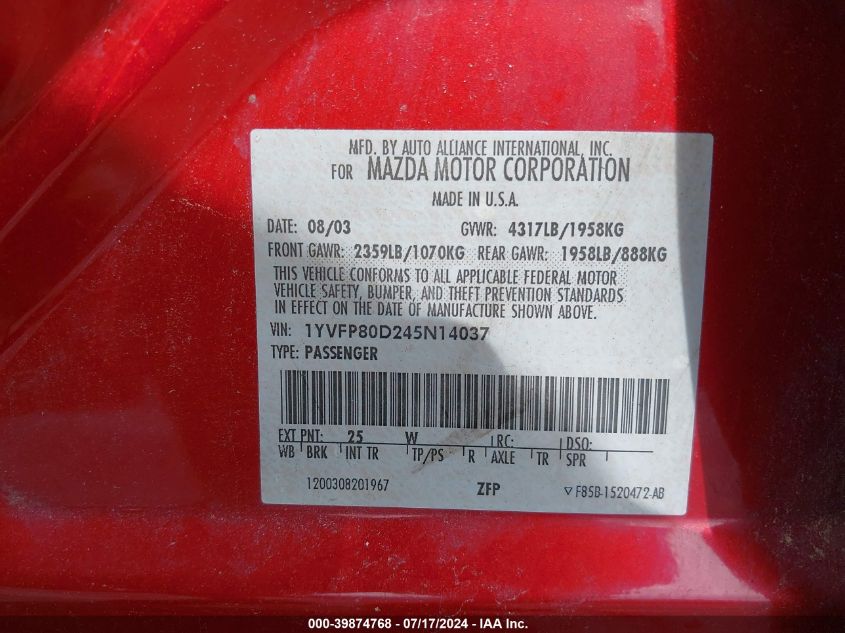 MFD. BY AUTO ALLIANCE INTERNATIONAL, INC.
FOR MAZDA MOTOR CORPORATION
MADE IN U.S.A.
DATE: 08/03 GVWR: 4317LB/1958KG
FRONT GAWR: 2359LB/1070KG REAR GAWR: 1958LB/888KG
THIS VEHICLE CONFORMS TO ALL APPLICABLE FEDERAL MOTOR
VEHICLE SAFETY, BUMPER, AND THEFT PREVENTION STANDARDS
IN EFFECT ON THE DATE OF MANUFACTURE SHOWN ABOVE.
VIN: 1YVFP80D245N14037
TYPE: PASSENGER
EXT PNT: 25 W RC: DSO:
WB BRK INT TR TP/PS R AXLE TR SPR
1200308201967 ZFP F85B-1520472-AB
000-39874768 - 07/17/2024 - IAA, Inc.